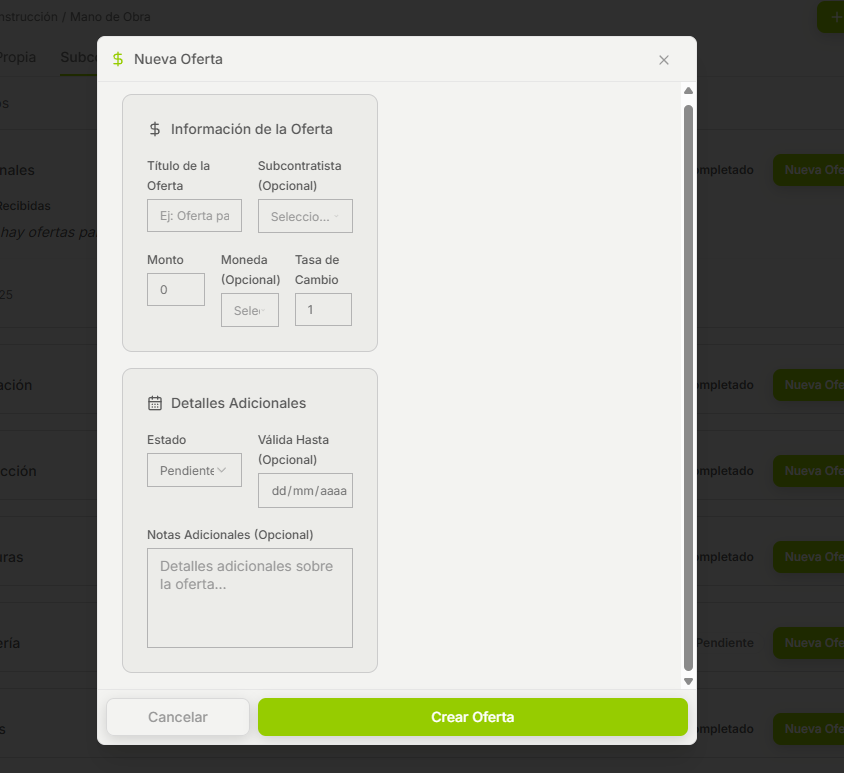 nstrucción / Mano de Obra
+
Propia
Subc
Nueva Oferta
os
nales
mpletado
Nueva Ofe
Recibidas
hay ofertas pa
25
ación
mpletado
Nueva Ofe
cción
mpletado
Nueva Ofe
uras
mpletado
Nueva Ofe
ería
Pendiente
Nueva Ofe
s
mpletado
Nueva Ofe
Información de la Oferta
Título de la
Oferta
Subcontratista
(Opcional)
Ej: Oferta pa
Seleccio...
Monto
Moneda
(Opcional)
Tasa de
Cambio
0
Sele
1
Detalles Adicionales
Estado
Válida Hasta
(Opcional)
Pendiente
dd/mm/aaaa
Notas Adicionales (Opcional)
Detalles adicionales sobre
la oferta...
Cancelar
Crear Oferta